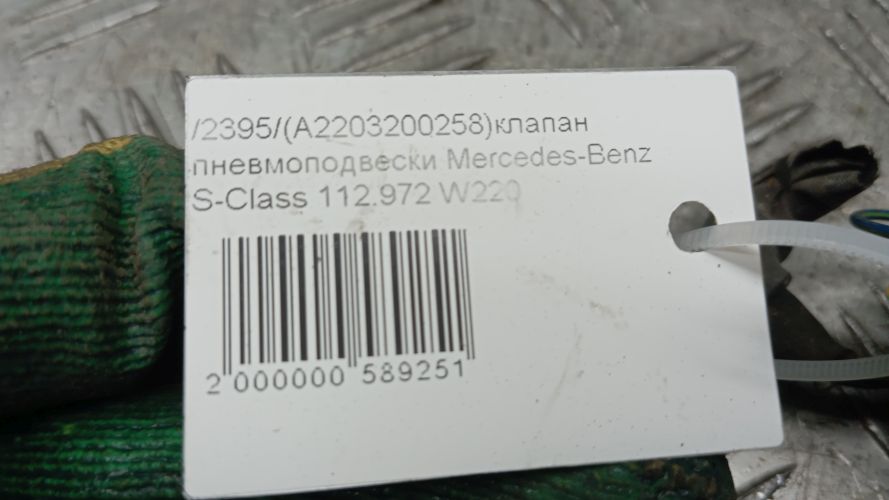 /2395/(A2203200258)клапан
пневмоподвески Mercedes-Benz
S-Class 112.972 W220
2 000000 589251